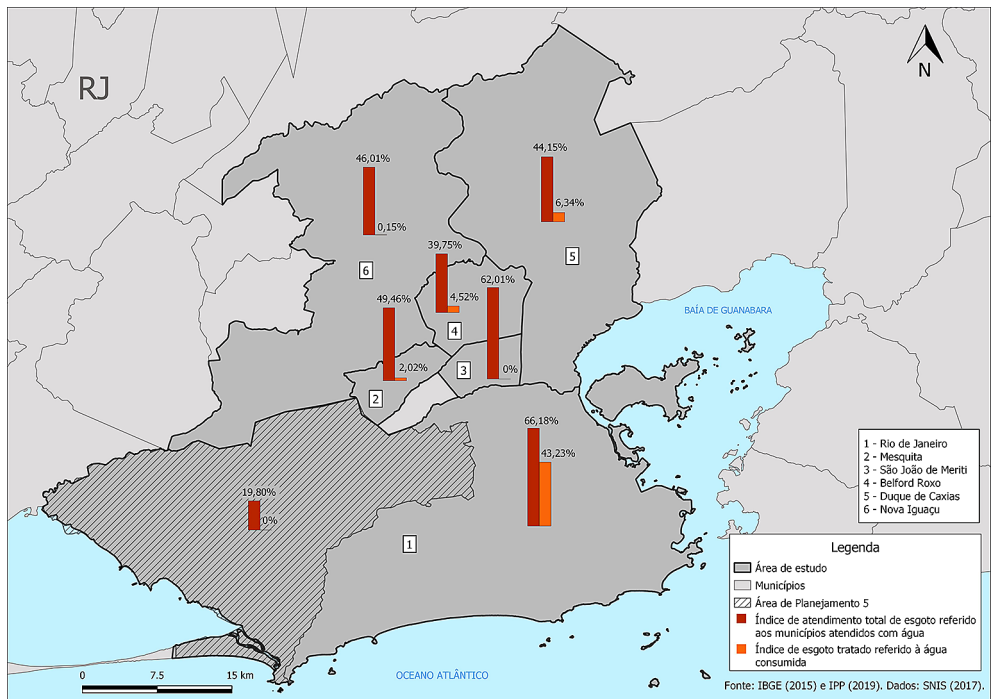 RJ
N
44,15%
6,34%
46,01%
0,15%
5
39,75%
4,52%
6
62,01%
49,46%
4
BAÍA DE GUANABARA
2,02%
3
0%
2
66,18%
43,23%
19,80%
0%
1
1 - Rio de Janeiro
2 - Mesquita
3 - São João de Meriti
4 - Belford Roxo
5 - Duque de Caxias
6 - Nova Iguaçu
Legenda
Área de estudo
Municípios
Área de Planejamento 5
Índice de atendimento total de esgoto referido
aos municípios atendidos com água
Índice de esgoto tratado referido à água
consumida
0 7.5 15 km
OCEANO ATLÂNTICO
Fonte: IBGE (2015) e IPP (2019). Dados: SNIS (2017).